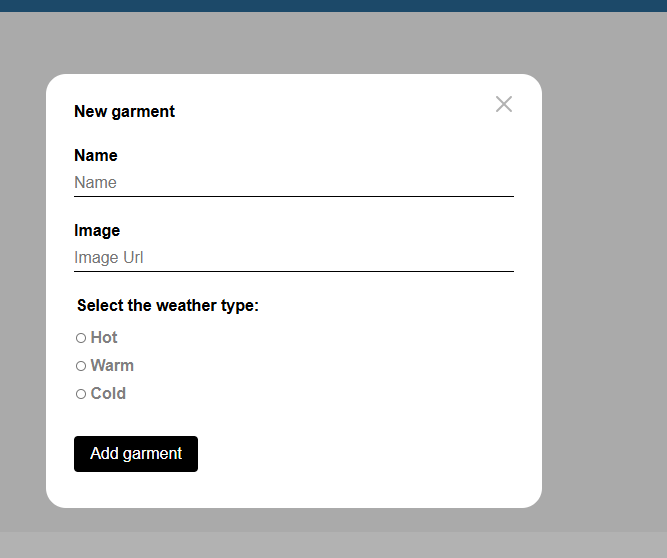 New garment
Name
Name
Image
Image Url
Select the weather type:
Hot
Warm
Cold
Add garment